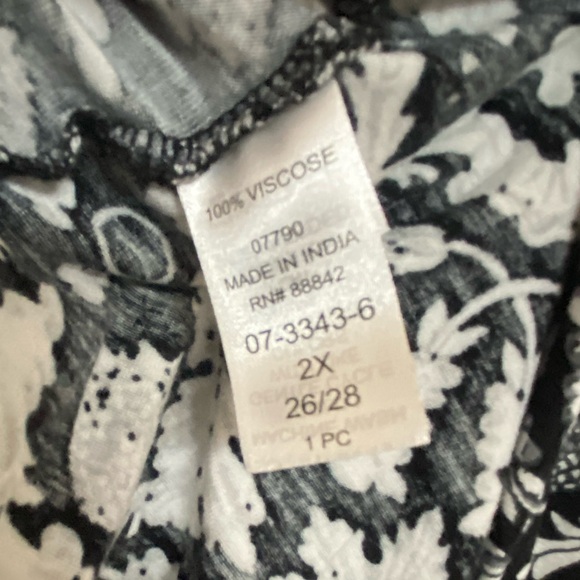 100% VISCOSE
07790
MADE IN INDIA
RN# 88842
07-3343-6
2X
26/28
1 PC